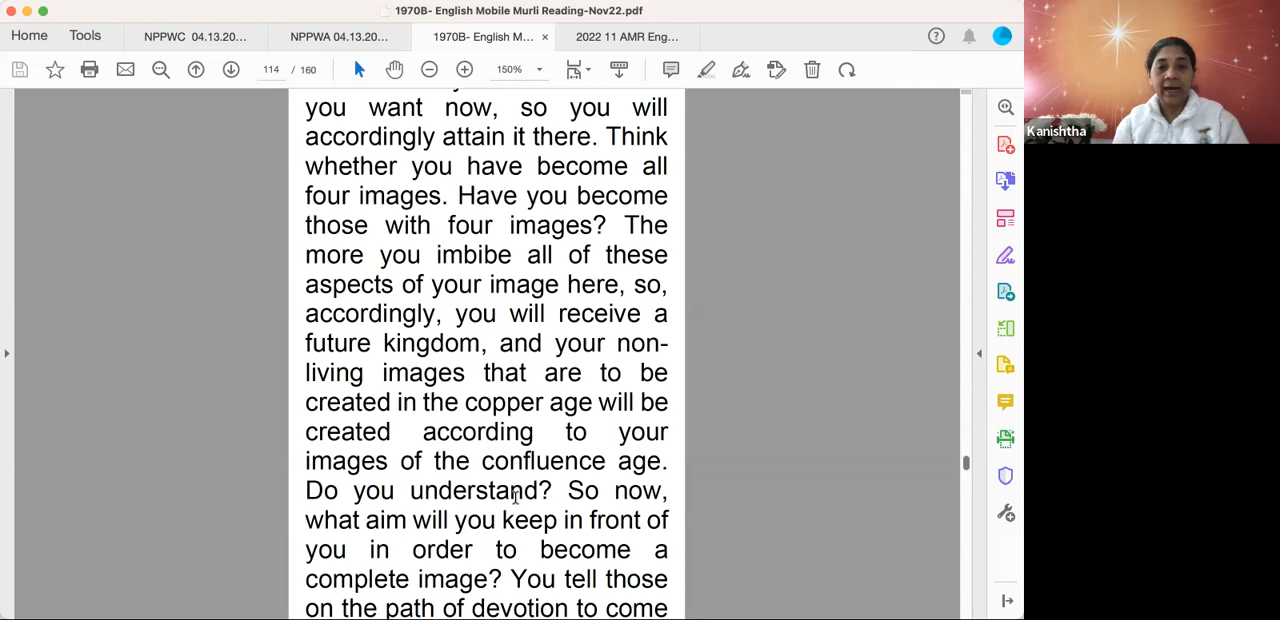 1970B- English Mobile Murli Reading-Nov22.pdf
Home Tools NPPWC 04.13.20... NPPWA 04.13.20... 1970B- English M... × 2022 11 AMR Eng...
114 / 160 150%
Kanishtha
you want now, so you will
accordingly attain it there. Think
whether you have become all
four images. Have you become
those with four images? The
more you imbibe all of these
aspects of your image here, so,
accordingly, you will receive a
future kingdom, and your non-
living images that are to be
created in the copper age will be
created according to your
images of the confluence age.
Do you understand? So now,
what aim will you keep in front of
you in order to become a
complete image? You tell those
on the path of devotion to come